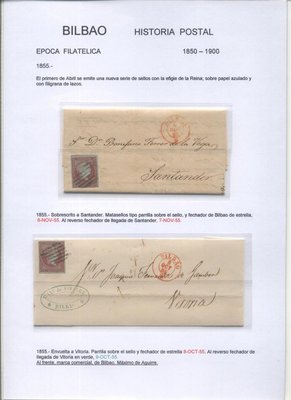 BILBAO HISTORIA POSTAL
EPOCA FILATELICA 1850 – 1900
1855.-
El primero de Abril se emite una nueva serie de sellos con la efigie de la Reina; sobre papel azulado y
con filigrana de lazos.
Santander
1855.- Sobrescrito a Santander. Matasellos tipo parrilla sobre el sello, y fechador de Bilbao de estrella,
6-NOV-55. Al reverso fechador de llegada de Santander, 7-NOV-55.
Vitoria
1855.- Envuelta a Vitoria. Parrilla sobre el sello y fechador de estrella 8-OCT-55. Al reverso fechador
de llegada de Vitoria en verde, 9-OCT-55.
Al frente, marca comercial, de Bilbao, Máximo de Aguirre.